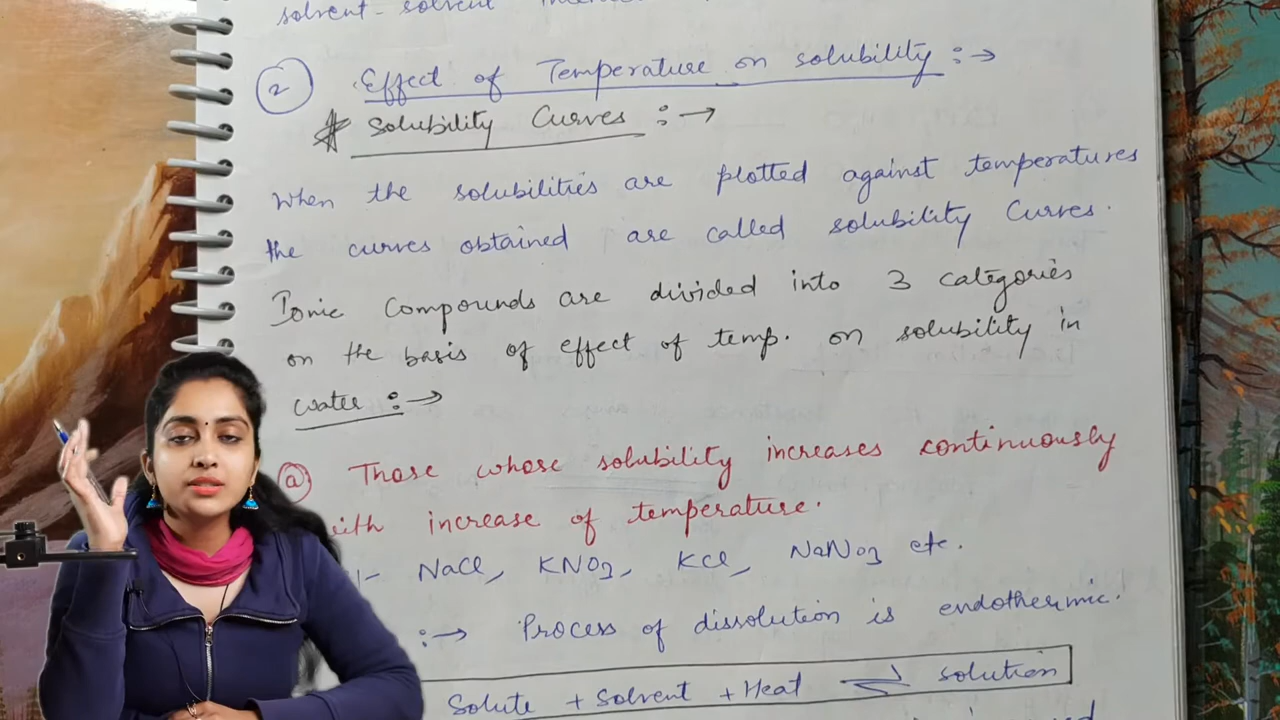 solvent-solvent
② Effect of Temperature on solubility :→
* Solubility Curves :→
When the solubilities are plotted against temperatures
the curves obtained are called solubility Curves.
Ionic Compounds are divided into 3 categories
on the basis of effect of temp. on solubility in
water :→
ⓐ Those whose solubility increases continuously
with increase of temperature.
NaCl, KNO3, KCl, NaNO3 etc.
:→ Process of dissolution is endothermic.
Solute + Solvent + Heat ⇌ solution